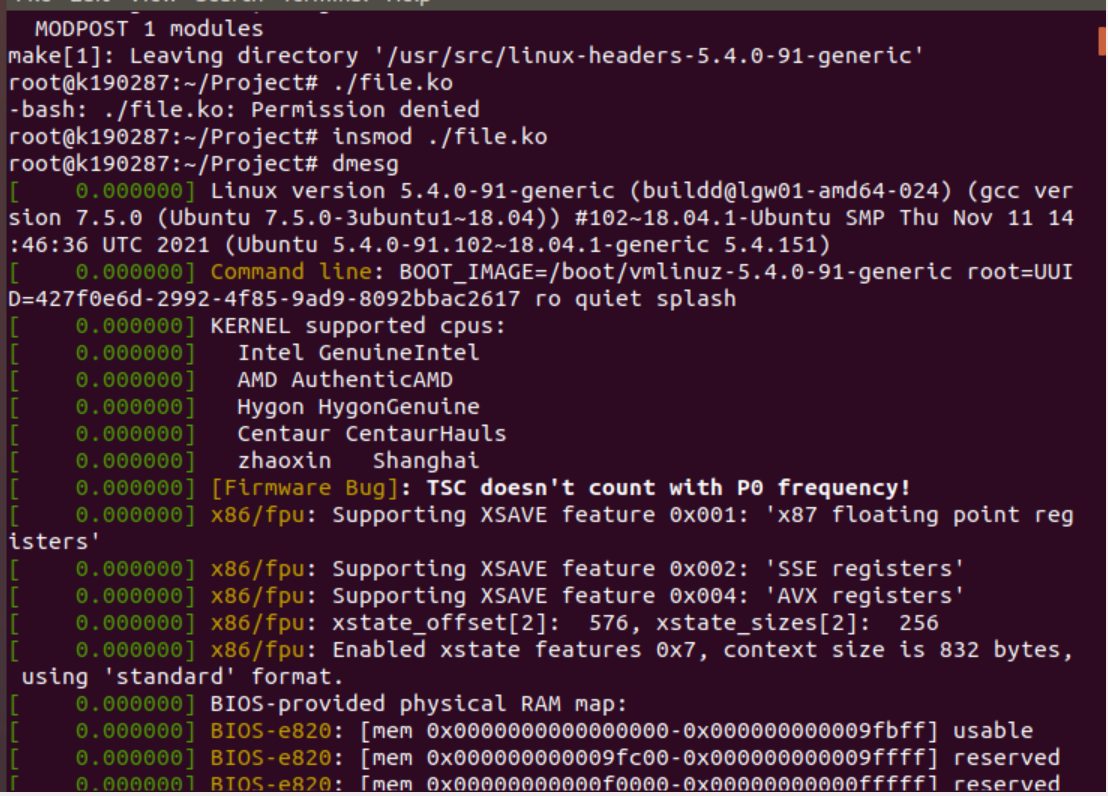 MODPOST 1 modules
make[1]: Leaving directory '/usr/src/linux-headers-5.4.0-91-generic'
root@k190287:~/Project# ./file.ko
-bash: ./file.ko: Permission denied
root@k190287:~/Project# insmod ./file.ko
root@k190287:~/Project# dmesg
[    0.000000] Linux version 5.4.0-91-generic (buildd@lgw01-amd64-024) (gcc ver
sion 7.5.0 (Ubuntu 7.5.0-3ubuntu1~18.04)) #102~18.04.1-Ubuntu SMP Thu Nov 11 14
:46:36 UTC 2021 (Ubuntu 5.4.0-91.102~18.04.1-generic 5.4.151)
[    0.000000] Command line: BOOT_IMAGE=/boot/vmlinuz-5.4.0-91-generic root=UUI
D=427f0e6d-2992-4f85-9ad9-8092bbac2617 ro quiet splash
[    0.000000] KERNEL supported cpus:
[    0.000000]   Intel GenuineIntel
[    0.000000]   AMD AuthenticAMD
[    0.000000]   Hygon HygonGenuine
[    0.000000]   Centaur CentaurHauls
[    0.000000]   zhaoxin   Shanghai
[    0.000000] [Firmware Bug]: TSC doesn't count with P0 frequency!
[    0.000000] x86/fpu: Supporting XSAVE feature 0x001: 'x87 floating point reg
isters'
[    0.000000] x86/fpu: Supporting XSAVE feature 0x002: 'SSE registers'
[    0.000000] x86/fpu: Supporting XSAVE feature 0x004: 'AVX registers'
[    0.000000] x86/fpu: xstate_offset[2]:  576, xstate_sizes[2]:  256
[    0.000000] x86/fpu: Enabled xstate features 0x7, context size is 832 bytes,
 using 'standard' format.
[    0.000000] BIOS-provided physical RAM map:
[    0.000000] BIOS-e820: [mem 0x0000000000000000-0x000000000009fbff] usable
[    0.000000] BIOS-e820: [mem 0x000000000009fc00-0x000000000009ffff] reserved
[    0.000000] BIOS-e820: [mem 0x00000000000f0000-0x00000000000fffff] reserved